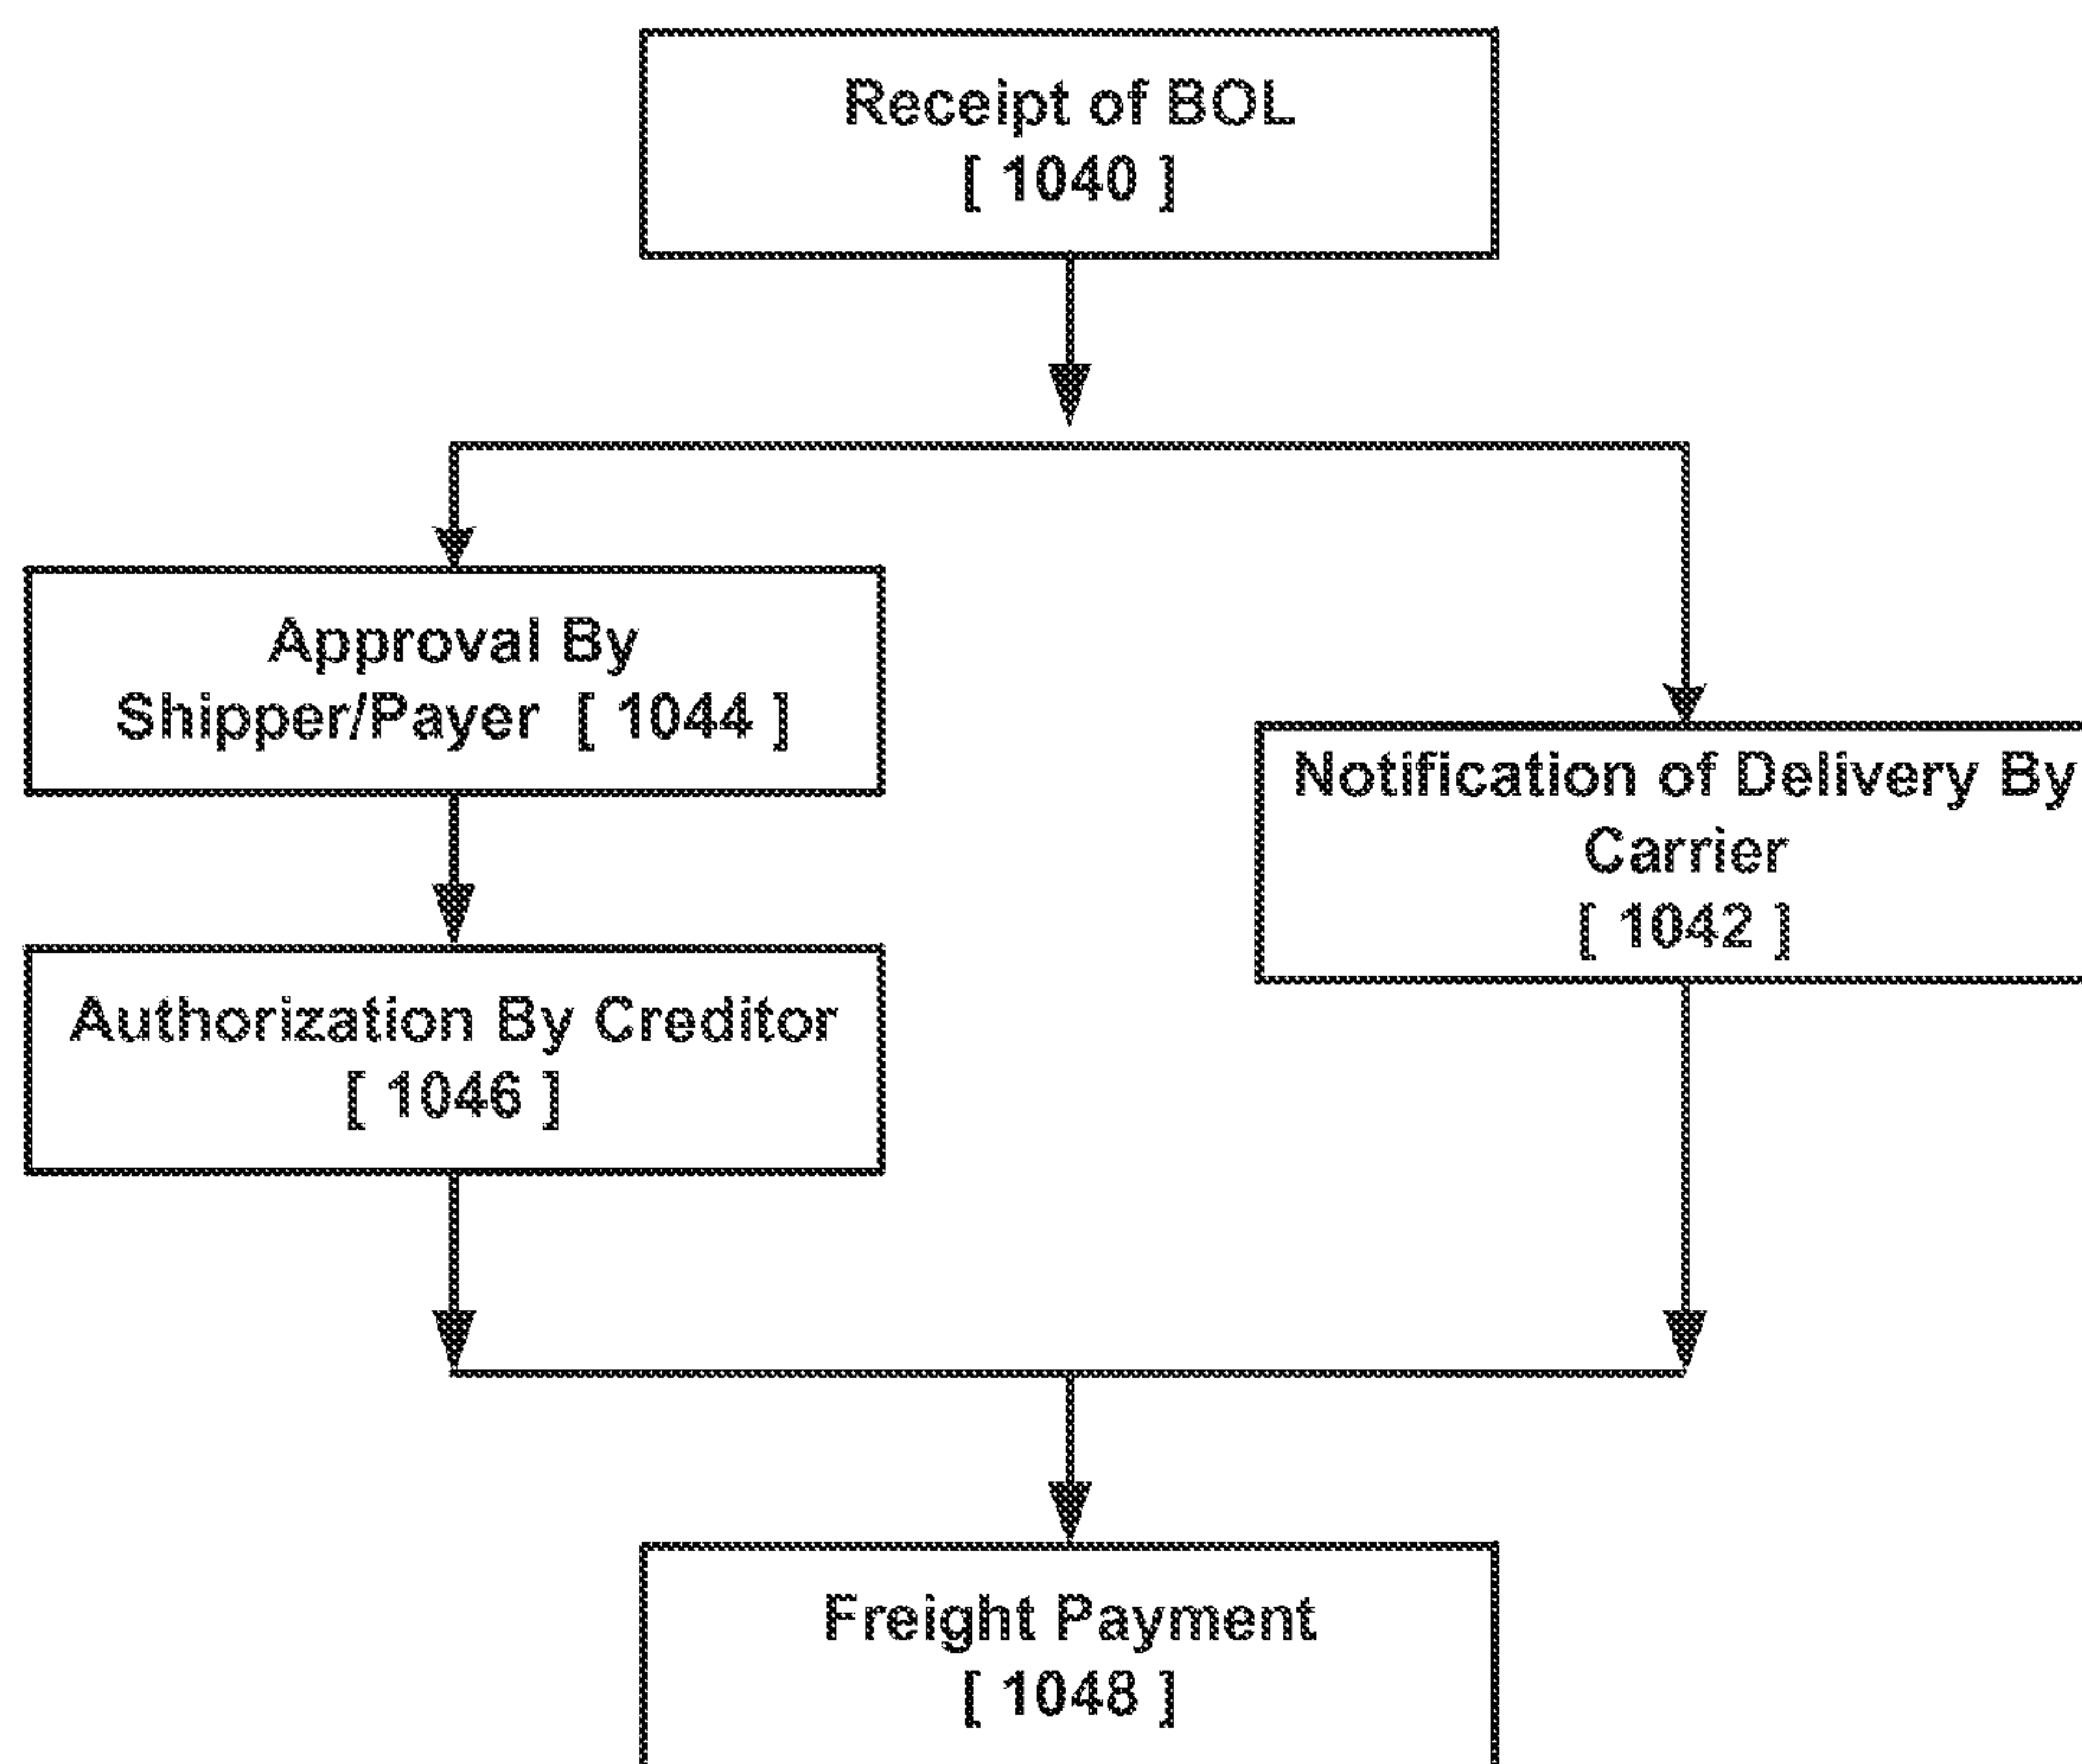 Receipt of BOL
[ 1040 ]
Approval By
Shipper/Payer [ 1044 ]
Notification of Delivery By
Carrier
[ 1042 ]
Authorization By Creditor
[ 1046 ]
Freight Payment
[ 1048 ]